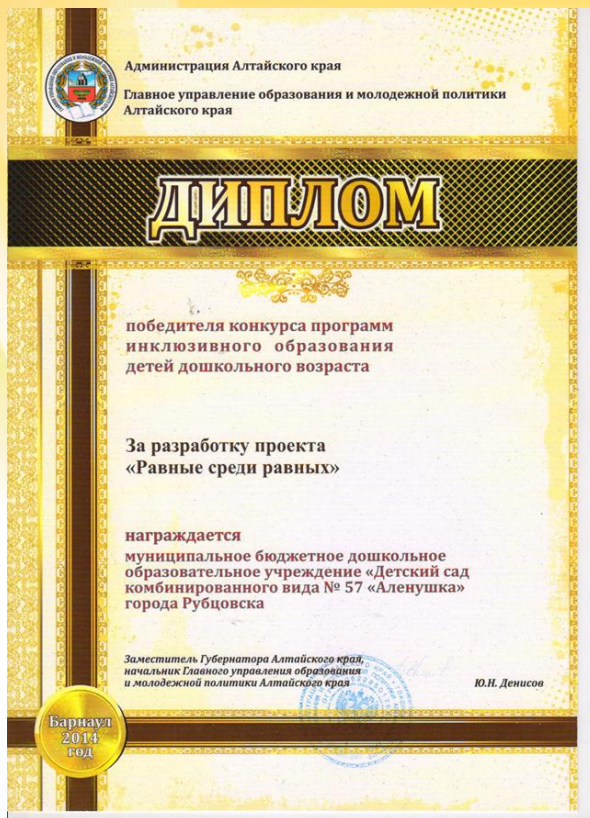 Администрация Алтайского края
Главное управление образования и молодежной политики
Алтайского края
ДИПЛОМ
победителя конкурса программ
инклюзивного образования
детей дошкольного возраста
За разработку проекта
«Равные среди равных»
награждается
муниципальное бюджетное дошкольное
образовательное учреждение «Детский сад
комбинированного вида № 57 «Аленушка»
города Рубцовска
Заместитель Губернатора Алтайского края,
начальник Главного управления образования
и молодежной политики Алтайского края
Ю.Н. Денисов
Барнаул
2014
год